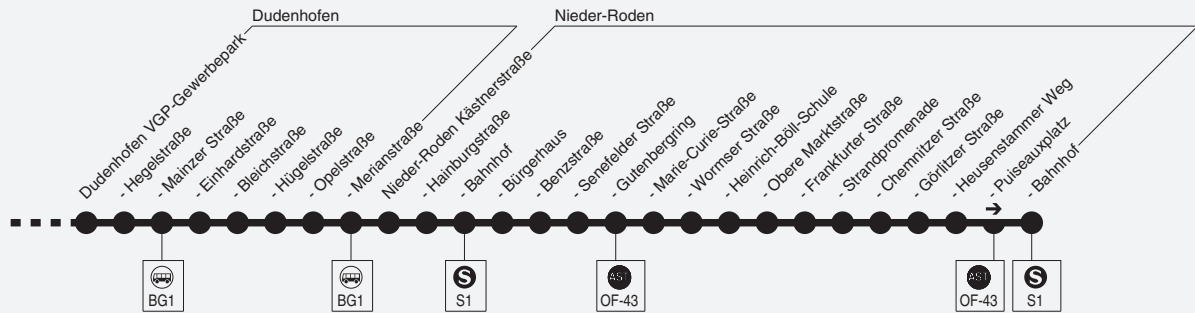 Dudenhofen
Nieder-Roden
Dudenhofen VGP-Gewerbepark
- Hegelstraße
- Mainzer Straße
- Einhardstraße
- Bleichstraße
- Hügelstraße
- Opelstraße
- Merianstraße
Nieder-Roden Kästnerstraße
- Hainburgstraße
- Bahnhof
- Bürgerhaus
- Benzstraße
- Senefelder Straße
- Gutenbergring
- Marie-Curie-Straße
- Wormser Straße
- Heinrich-Böll-Schule
- Obere Marktstraße
- Frankfurter Straße
- Strandpromenade
- Chemnitzer Straße
- Görlitzer Straße
- Heusenstammer Weg
- Puiseauxplatz
- Bahnhof
BG1
BG1
S
S1
AST
OF-43
AST
OF-43
S
S1